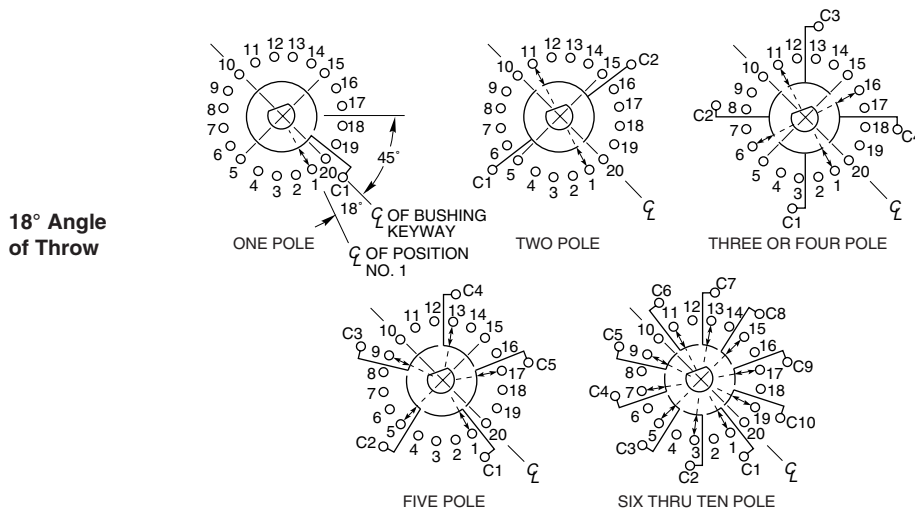 18° Angle
of Throw
10 11 12 13 14 15
9 16
8 17
7 18
6 19
5 4 3 2 1 20
C1
45°
18°
℄ OF BUSHING
KEYWAY
℄ OF POSITION
NO. 1
ONE POLE
10 11 12 13 14 15 C2
9 16
8 17
7 18
6 19
C1 5 4 3 2 1 20
℄
TWO POLE
C3
10 11 12 13 14 15
9 16
C2 8 17
7 18 C4
6 19
5 4 3 2 1 20
C1
℄
THREE OR FOUR POLE
C4
10 11 12 13 14 15
C3 9 16
8 17 C5
7 18
6 19
5 4 3 2 1 20
C2 C1
℄
FIVE POLE
C6 C7
10 11 12 13 14 C8
C5 9 15 16
8 17 C9
C4 7 18
6 19 C10
5 4 3 2 1 20
C3 C2 C1
℄
SIX THRU TEN POLE